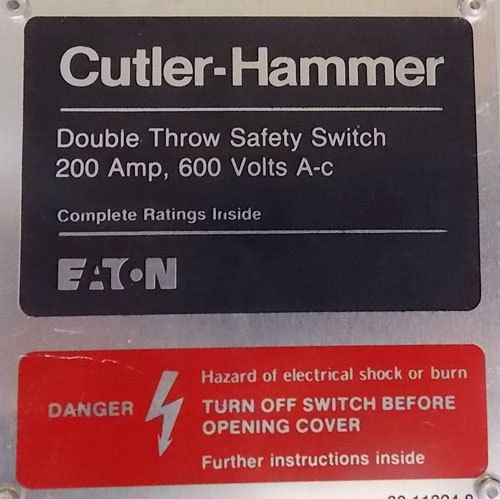 Cutler-Hammer
Double Throw Safety Switch
200 Amp, 600 Volts A-c
Complete Ratings Inside
EATON
Hazard of electrical shock or burn
DANGER
TURN OFF SWITCH BEFORE
OPENING COVER
Further instructions inside